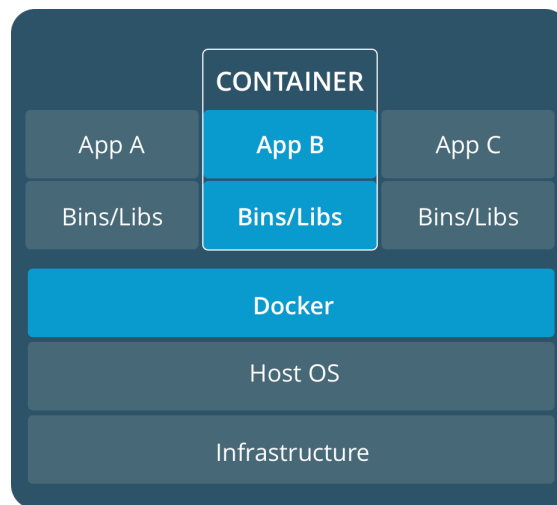 CONTAINER
App A App B App C
Bins/Libs Bins/Libs Bins/Libs
Docker
Host OS
Infrastructure